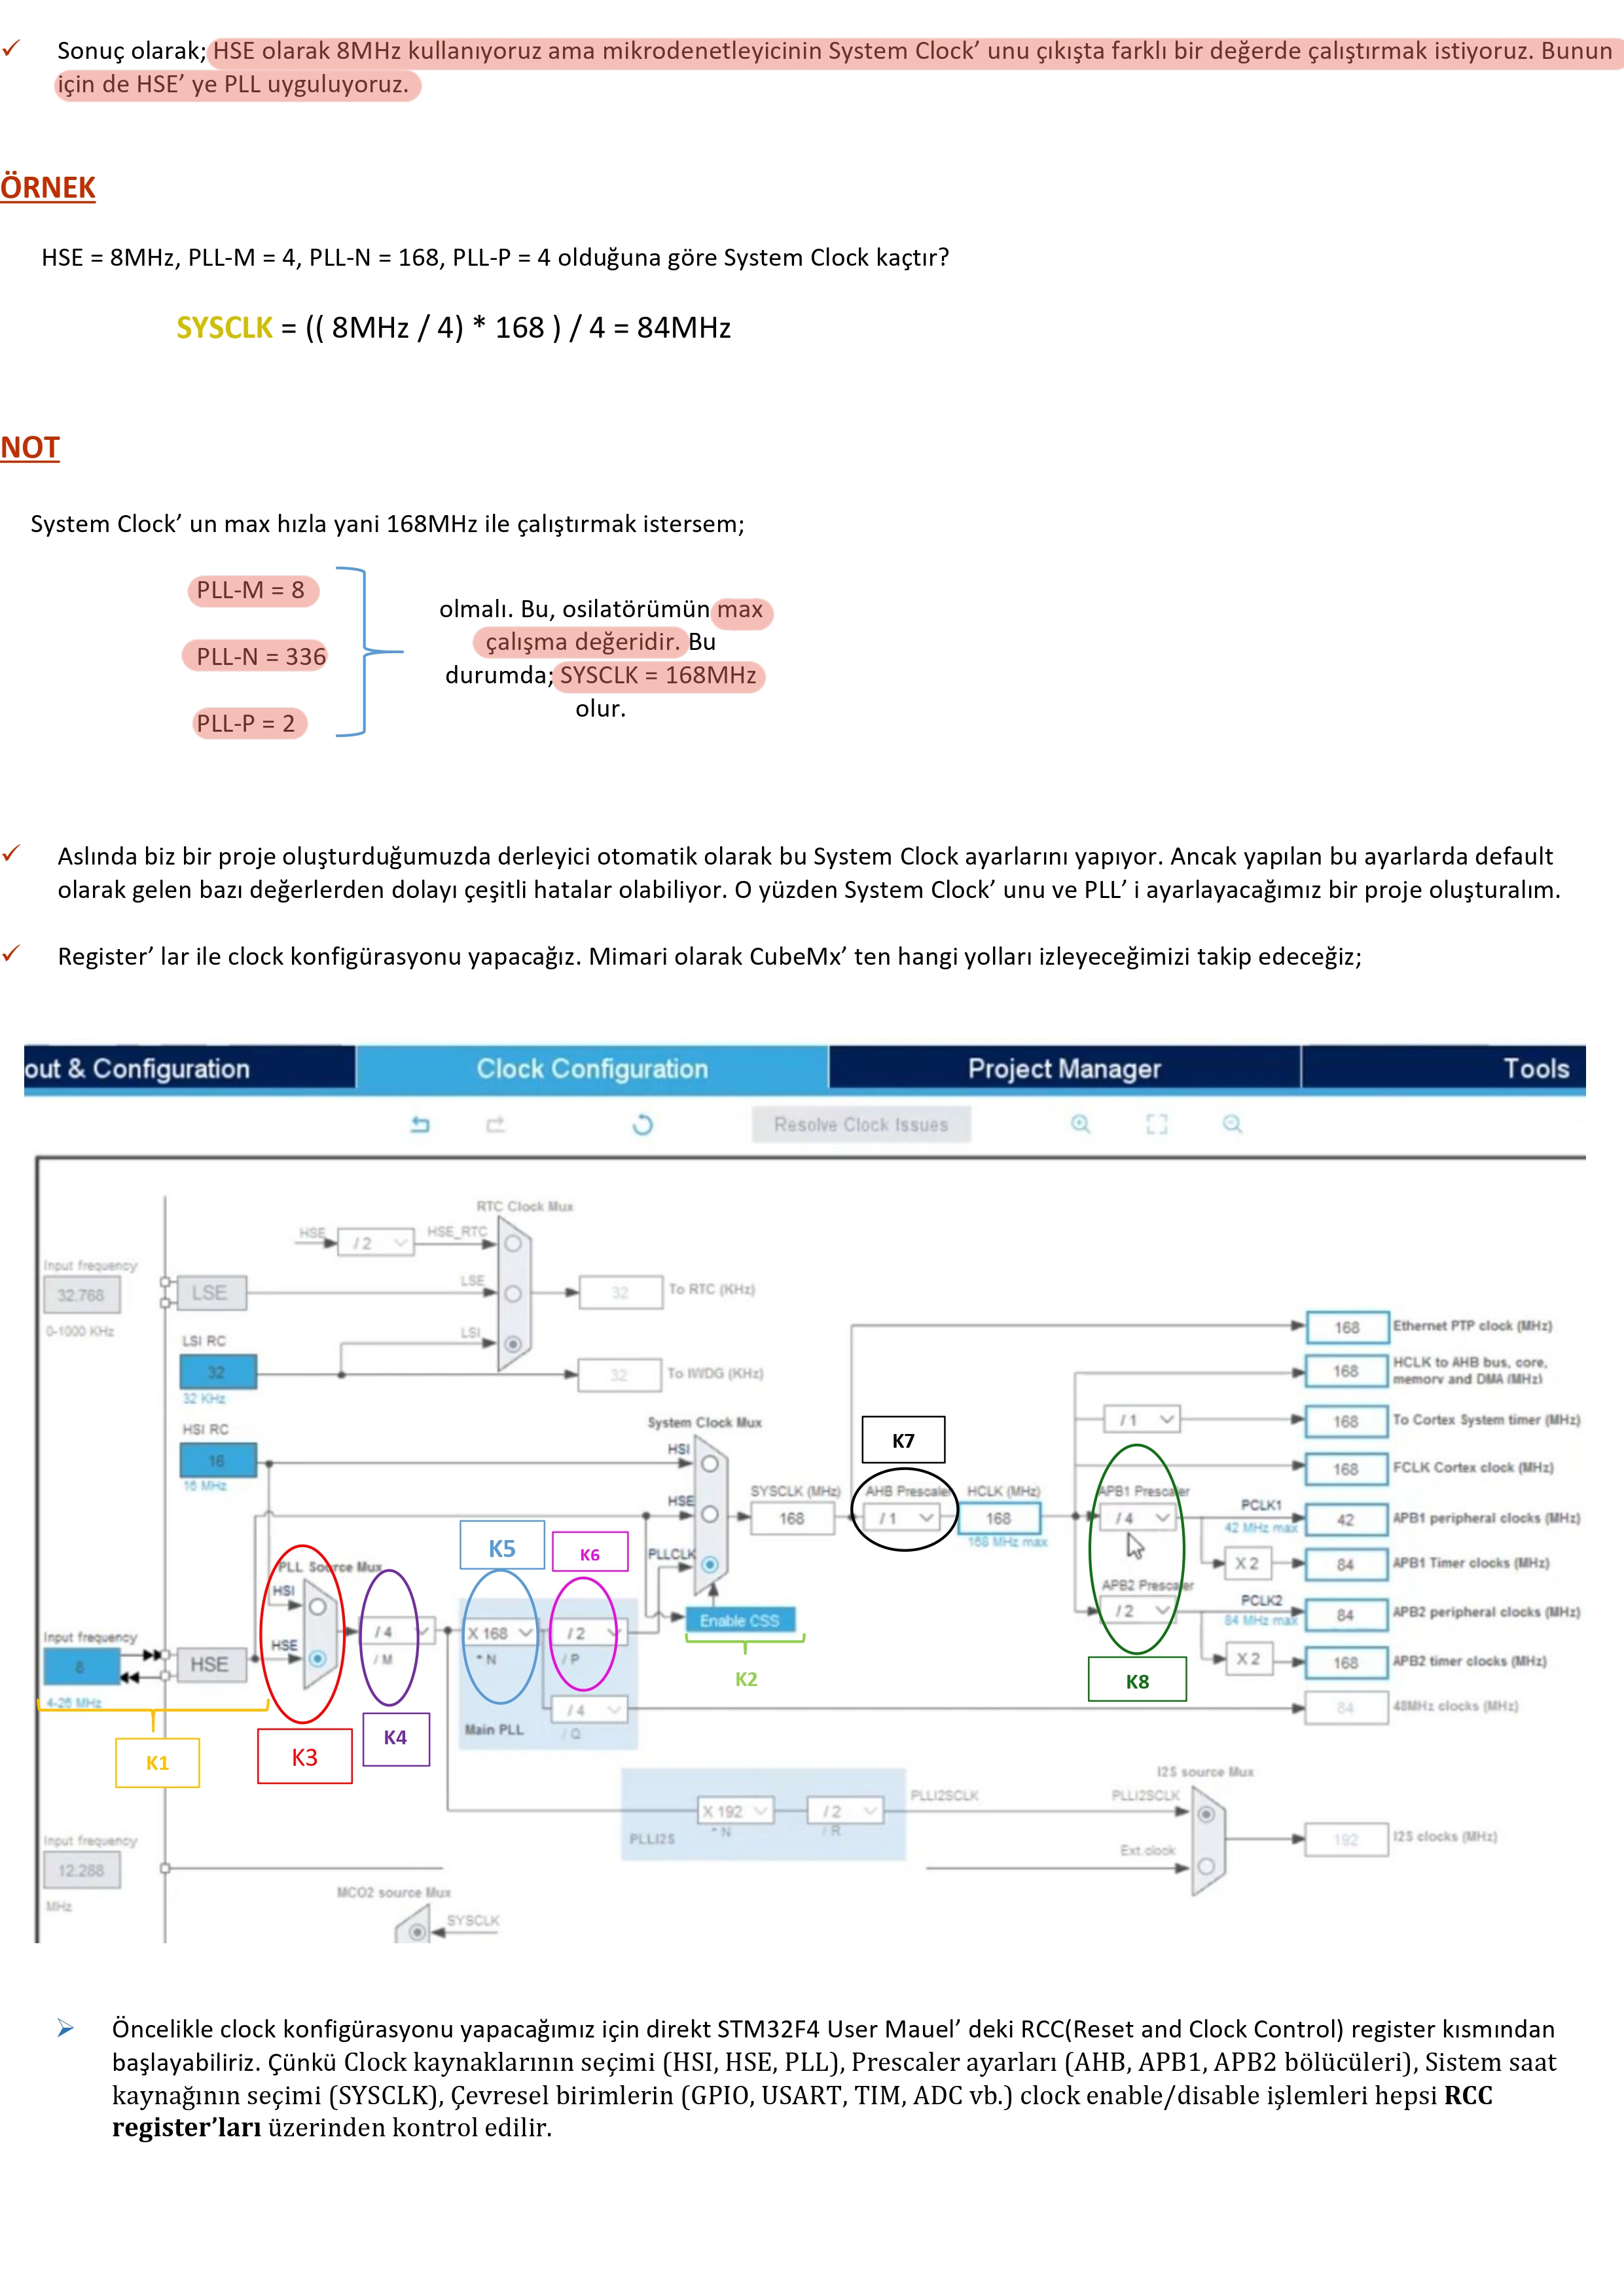 Sonuç olarak; HSE olarak 8MHz kullanıyoruz ama mikrodenetleyicinin System Clock’ unu çıkışta farklı bir değerde çalıştırmak istiyoruz. Bunun
için de HSE’ ye PLL uyguluyoruz.
ÖRNEK
HSE = 8MHz, PLL-M = 4, PLL-N = 168, PLL-P = 4 olduğuna göre System Clock kaçtır?
SYSCLK = (( 8MHz / 4) * 168 ) / 4 = 84MHz
NOT
System Clock’ un max hızla yani 168MHz ile çalıştırmak istersem;
PLL-M = 8
PLL-N = 336
PLL-P = 2
olmalı. Bu, osilatörümün max
çalışma değeridir. Bu
durumda; SYSCLK = 168MHz
olur.
Aslında biz bir proje oluşturduğumuzda derleyici otomatik olarak bu System Clock ayarlarını yapıyor. Ancak yapılan bu ayarlarda default
olarak gelen bazı değerlerden dolayı çeşitli hatalar olabiliyor. O yüzden System Clock’ unu ve PLL’ i ayarlayacağımız bir proje oluşturalım.
Register’ lar ile clock konfigürasyonu yapacağız. Mimari olarak CubeMx’ ten hangi yolları izleyeceğimizi takip edeceğiz;
out & Configuration
Clock Configuration
Project Manager
Tools
Resolve Clock Issues
RTC Clock Mux
HSE
/ 2
HSE_RTC
Input frequency
32.768
0-1000 KHz
LSE
LSE
32
To RTC (KHz)
LSI RC
32
32 KHz
LSI
32
To IWDG (KHz)
HSI RC
16
16 MHz
System Clock Mux
HSI
HSE
PLLCLK
SYSCLK (MHz)
168
K7
AHB Prescaler
/ 1
HCLK (MHz)
168
168 MHz max
168
Ethernet PTP clock (MHz)
168
HCLK to AHB bus, core,
memory and DMA (MHz)
/ 1
168
To Cortex System timer (MHz)
168
FCLK Cortex clock (MHz)
APB1 Prescaler
/ 4
PCLK1
42 MHz max
42
APB1 peripheral clocks (MHz)
X 2
84
APB1 Timer clocks (MHz)
APB2 Prescaler
/ 2
PCLK2
84 MHz max
84
APB2 peripheral clocks (MHz)
X 2
168
APB2 timer clocks (MHz)
K8
K5
K6
PLL Source Mux
HSI
HSE
Input frequency
8
4-26 MHz
HSE
/ 4
/ M
X 168
* N
/ 2
/ P
Enable CSS
K2
/ 4
/ Q
Main PLL
84
48MHz clocks (MHz)
K1
K3
K4
I2S source Mux
X 192
* N
/ 2
/ R
PLLI2S
PLLI2SCLK
PLLI2SCLK
Ext.clock
192
I2S clocks (MHz)
Input frequency
12.288
MHz
MCO2 source Mux
SYSCLK
Öncelikle clock konfigürasyonu yapacağımız için direkt STM32F4 User Mauel’ deki RCC(Reset and Clock Control) register kısmından
başlayabiliriz. Çünkü Clock kaynaklarının seçimi (HSI, HSE, PLL), Prescaler ayarları (AHB, APB1, APB2 bölücüleri), Sistem saat
kaynağının seçimi (SYSCLK), Çevresel birimlerin (GPIO, USART, TIM, ADC vb.) clock enable/disable işlemleri hepsi RCC
register’ları üzerinden kontrol edilir.